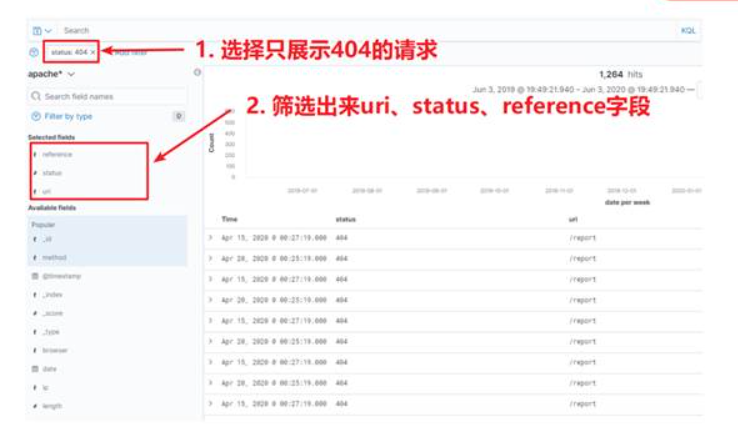 Search
KQL
status: 404 ×
Add filter
1. 选择只展示404的请求
apache*
1,264 hits
Search field names
Jun 3, 2019 @ 19:49:21.940 - Jun 3, 2020 @ 19:49:21.940 —
Filter by type
0
2. 筛选出来uri、status、reference字段
Selected fields
t reference
# status
t uri
Count
500
400
300
200
100
0
2019-07-01
2019-08-01
2019-09-01
2019-10-01
2019-11-01
2019-12-01
2020-01-01
date per week
Available fields
Popular
t _id
t method
@timestamp
t _index
# _score
t _type
t browser
date
t ip
# length
Time status uri
> Apr 15, 2020 @ 00:27:19.000 404 /report
> Apr 20, 2020 @ 00:25:19.000 404 /report
> Apr 15, 2020 @ 00:27:19.000 404 /report
> Apr 20, 2020 @ 00:25:19.000 404 /report
> Apr 15, 2020 @ 00:27:19.000 404 /report
> Apr 20, 2020 @ 00:25:19.000 404 /report
> Apr 15, 2020 @ 00:27:19.000 404 /report
> Apr 20, 2020 @ 00:25:19.000 404 /report
> Apr 15, 2020 @ 00:27:19.000 404 /report